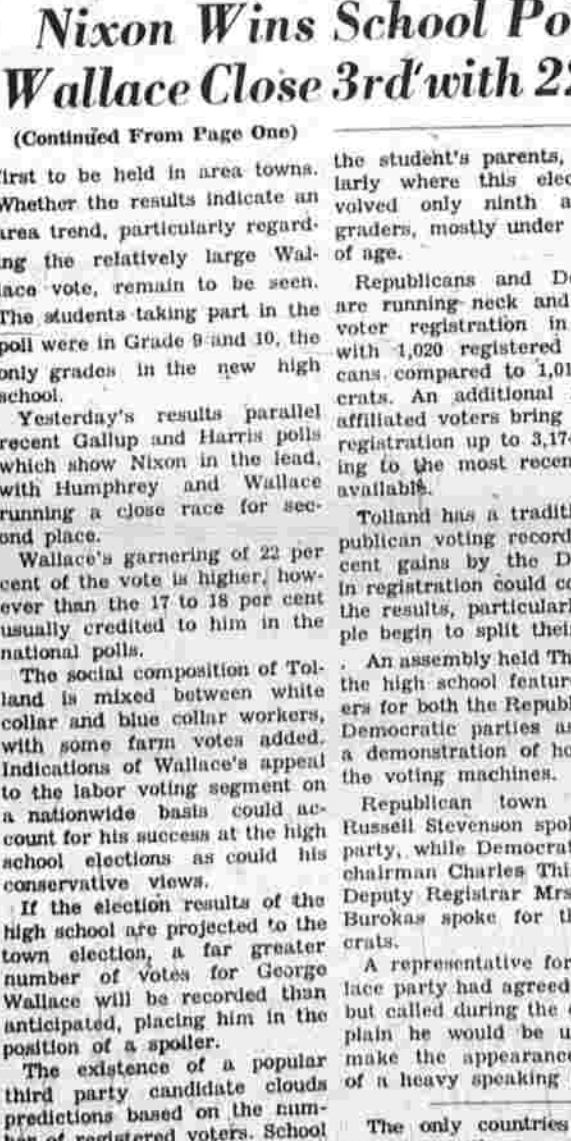 Nixon Wins School Po
Wallace Close 3rd with 22
(Continued From Page One)
first to be held in area towns.
Whether the results indicate an
area trend, particularly regard-
ing the relatively large Wal-
lace vote, remain to be seen.
The students taking part in the
poll were in Grade 9 and 10, the
only grades in the new high
school.
Yesterday's results parallel
recent Gallup and Harris polls
which show Nixon in the lead,
with Humphrey and Wallace
running a close race for sec-
ond place.
Wallace's garnering of 22 per
cent of the vote is higher, how-
ever than the 17 to 18 per cent
usually credited to him in the
national polls.
The social composition of Tol-
land is mixed between white
collar and blue collar workers,
with some farm votes added.
Indications of Wallace's appeal
to the labor voting segment on
a nationwide basis could ac-
count for his success at the high
school elections as could his
conservative views.
If the election results of the
high school are projected to the
town election, a far greater
number of votes for George
Wallace will be recorded than
anticipated, placing him in the
position of a spoiler.
The existence of a popular
third party candidate clouds
predictions based on the num-
ber of registered voters. School
the student's parents,
larly where this elec
volved only ninth a
graders, mostly under
of age.
Republicans and De
are running neck and
voter registration in
with 1,020 registered
cans compared to 1,01
crats. An additional
affiliated voters bring
registration up to 3,17
ing to the most recen
available.
Tolland has a traditi
publican voting record
cent gains by the D
in registration could co
the results, particularl
ple begin to split thei
An assembly held Th
the high school feature
ers for both the Republ
Democratic parties as
a demonstration of ho
the voting machines.
Republican town
Russell Stevenson spok
party, while Democrat
chairman Charles Thi
Deputy Registrar Mrs
Burokas spoke for th
crats.
A representative for
lace party had agreed
but called during the
plain he would be u
make the appearance
of a heavy speaking
The only countries